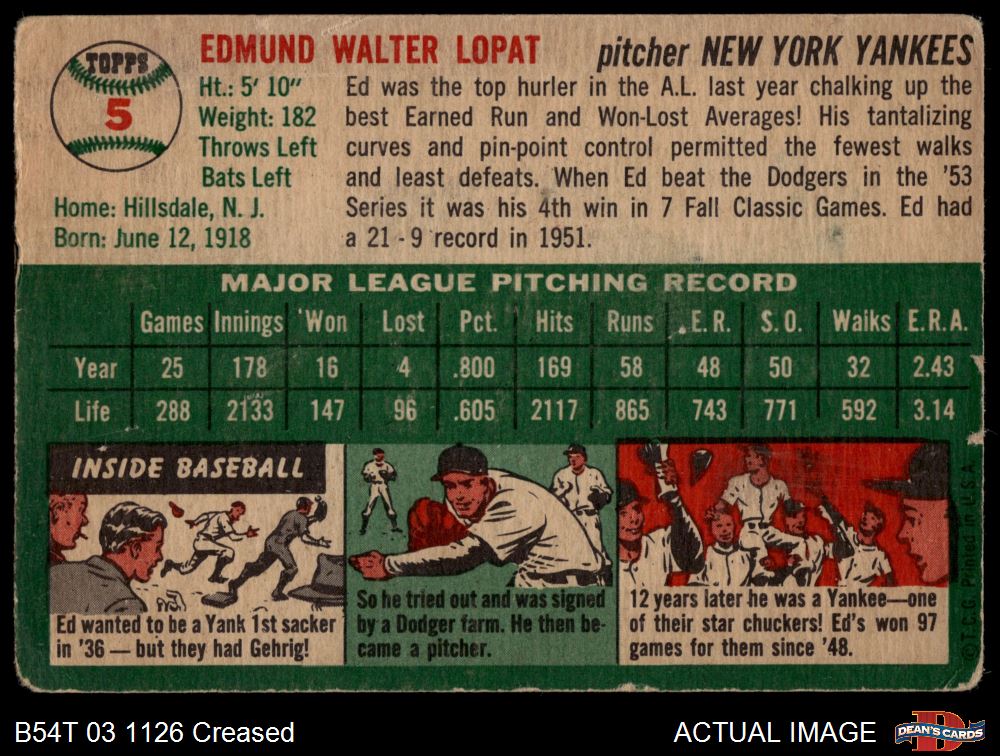 TOPPS
5
EDMUND WALTER LOPAT pitcher NEW YORK YANKEES
Ht.: 5' 10"
Weight: 182
Throws Left
Bats Left
Home: Hillsdale, N. J.
Born: June 12, 1918
Ed was the top hurler in the A.L. last year chalking up the
best Earned Run and Won-Lost Averages! His tantalizing
curves and pin-point control permitted the fewest walks
and least defeats. When Ed beat the Dodgers in the '53
Series it was his 4th win in 7 Fall Classic Games. Ed had
a 21-9 record in 1951.
MAJOR LEAGUE PITCHING RECORD
Games Innings Won Lost Pct. Hits Runs E.R. S.O. Walks E.R.A.
Year 25 178 16 4 .800 169 58 48 50 32 2.43
Life 288 2133 147 96 .605 2117 865 743 771 592 3.14
INSIDE BASEBALL
Ed wanted to be a Yank 1st sacker
in '36 — but they had Gehrig!
So he tried out and was signed
by a Dodger farm. He then be-
came a pitcher.
12 years later he was a Yankee—one
of their star chuckers! Ed's won 97
games for them since '48.
© T.C.G. Printed in U.S.A.
B54T 03 1126 Creased
ACTUAL IMAGE
DEAN'S CARDS